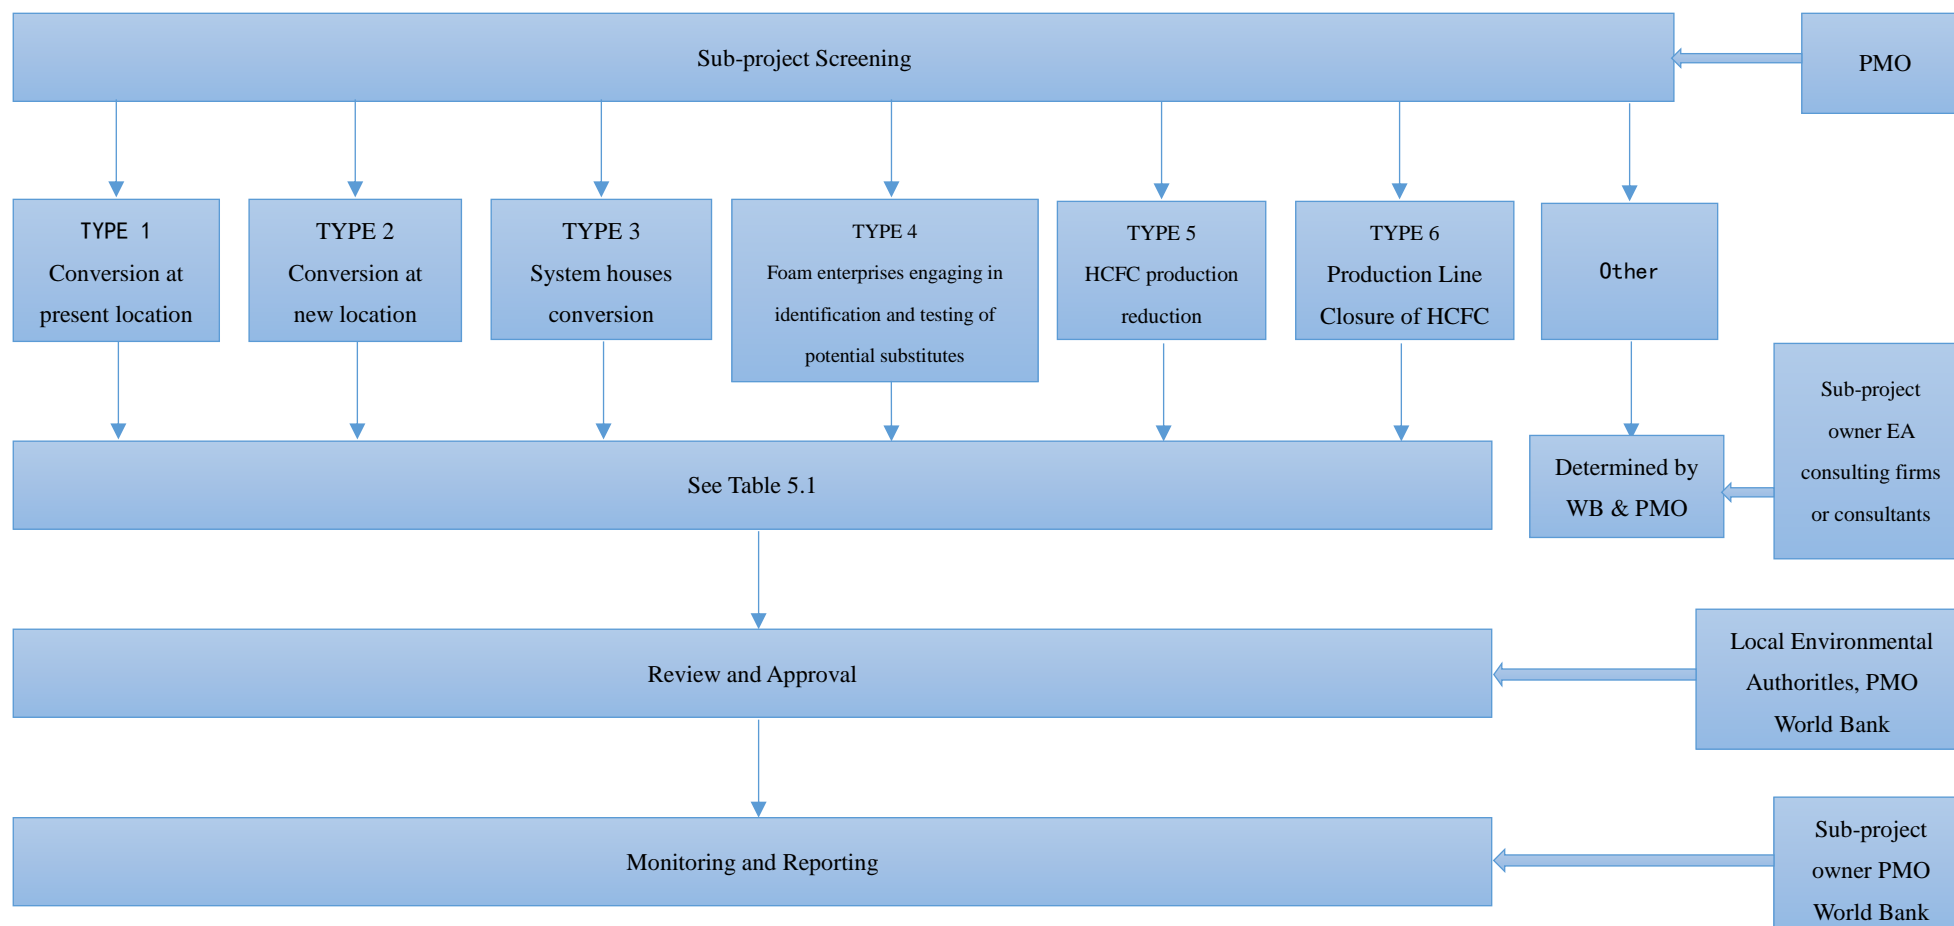 Sub-project Screening
PMO
TYPE 1
Conversion at
present location
TYPE 2
Conversion at
new location
TYPE 3
System houses
conversion
TYPE 4
Foam enterprises engaging in
identification and testing of
potential substitutes
TYPE 5
HCFC production
reduction
TYPE 6
Production Line
Closure of HCFC
Other
See Table 5.1
Determined by
WB & PMO
Sub-project
owner EA
consulting firms
or consultants
Review and Approval
Local Environmental
Authoritles, PMO
World Bank
Monitoring and Reporting
Sub-project
owner PMO
World Bank